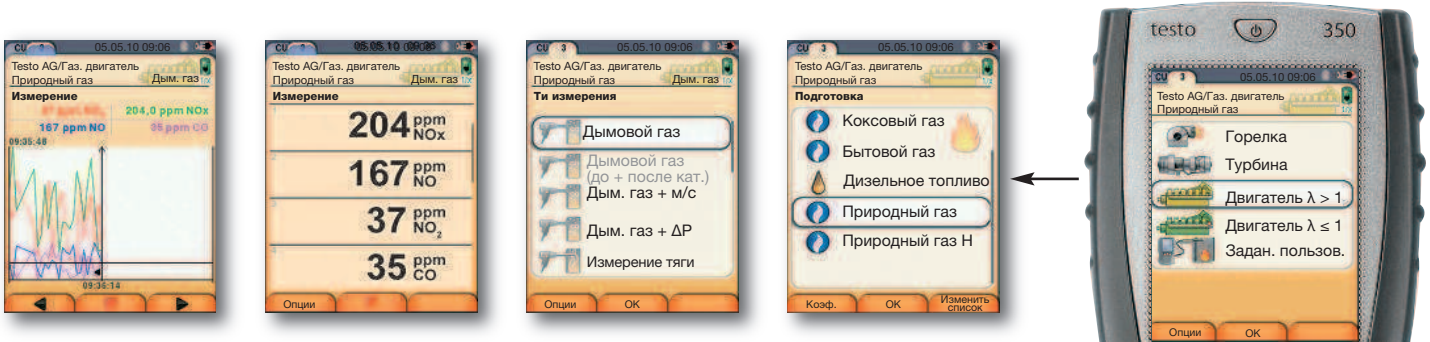 CU
05.05.10 09:06
Testo AG/Газ. двигатель
Природный газ
Дым. газ
Измерение
204,0 ppm NOx
167 ppm NO
35 ppm CO
09:35:48
09:36:14
CU
Testo AG/Газ. двигатель
Природный газ
Дым. газ
Измерение
204 ppm NOx
167 ppm NO
37 ppm NO₂
35 ppm CO
Опции
CU 3
05.05.10 09:06
Testo AG/Газ. двигатель
Природный газ
Дым. газ
Ти измерения
Дымовой газ
Дымовой газ
(до + после кат.)
Дым. газ + м/с
Дым. газ + ΔP
Измерение тяги
Опции
OK
CU 3
05.05.10 09:06
Testo AG/Газ. двигатель
Природный газ
Дым. газ
Подготовка
Коксовый газ
Бытовой газ
Дизельное топливо
Природный газ
Природный газ Н
Коэф.
OK
Изменить
список
testo
350
CU 3
05.05.10 09:06
Testo AG/Газ. двигатель
Природный газ
Горелка
Турбина
Двигатель λ > 1
Двигатель λ ≤ 1
Задан. пользов.
Опции
OK